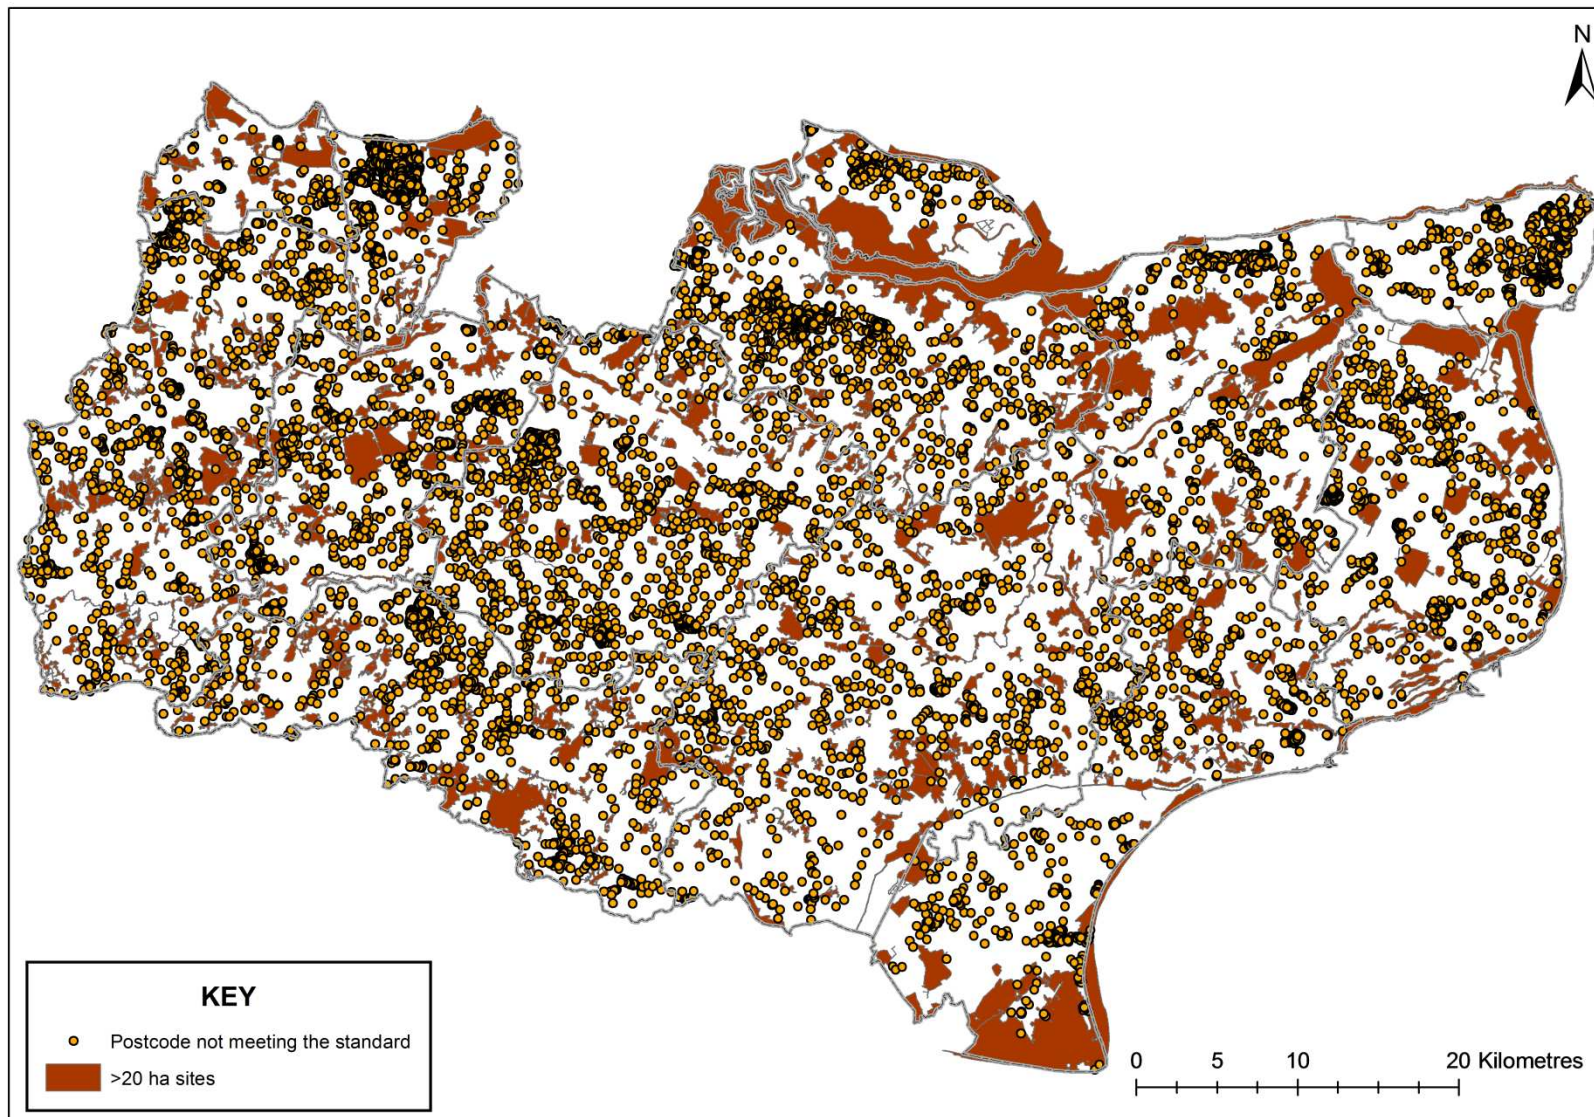 N
KEY
Postcode not meeting the standard
>20 ha sites
0 5 10 20 Kilometres